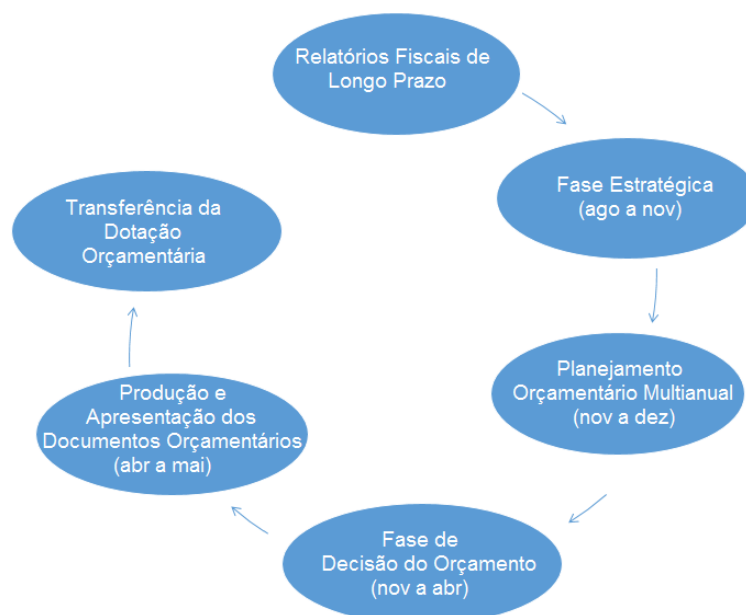 Relatórios Fiscais de
Longo Prazo
Fase Estratégica
(ago a nov)
Planejamento
Orçamentário Multianual
(nov a dez)
Fase de
Decisão do Orçamento
(nov a abr)
Produção e
Apresentação dos
Documentos Orçamentários
(abr a mai)
Transferência da
Dotação
Orçamentária